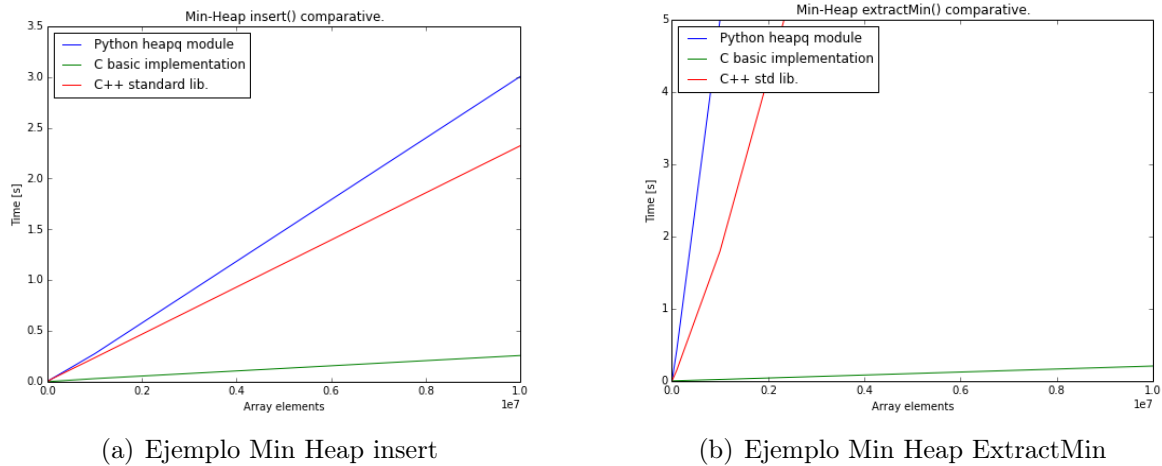 Min-Heap insert() comparative.
3.5
3.0
2.5
2.0
1.5
1.0
0.5
0.0
Time [s]
Python heapq module
C basic implementation
C++ standard lib.
0.0 0.2 0.4 0.6 0.8 1.0
1e7
Array elements
(a) Ejemplo Min Heap insert
Min-Heap extractMin() comparative.
5
4
3
2
1
0
Time [s]
Python heapq module
C basic implementation
C++ std lib.
0.0 0.2 0.4 0.6 0.8 1.0
1e7
Array elements
(b) Ejemplo Min Heap ExtractMin